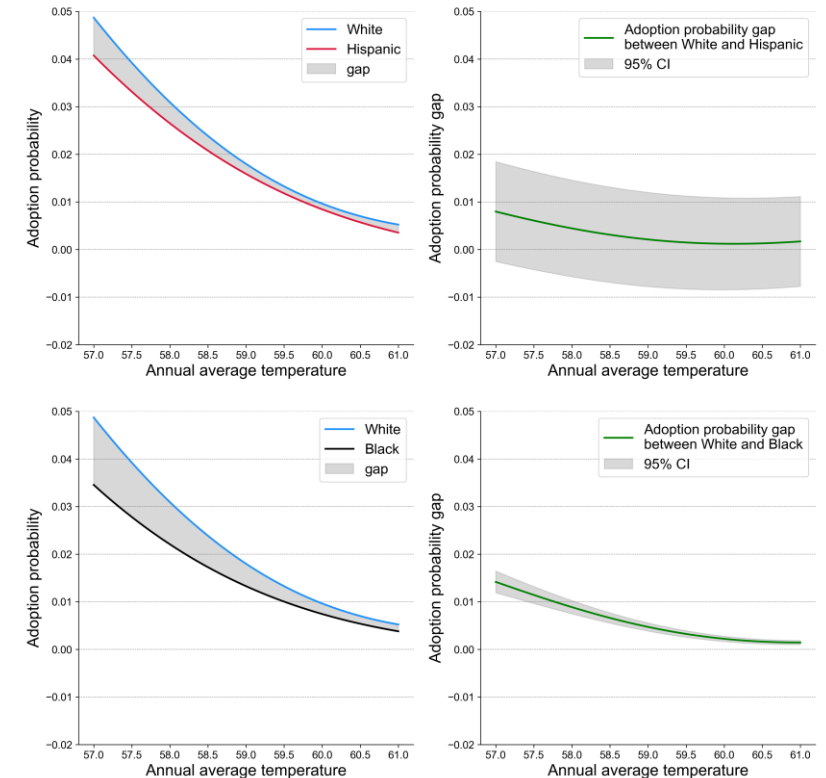 0.05
0.04
0.03
0.02
0.01
0.00
−0.01
−0.02
Adoption probability
White
Hispanic
gap
57.0 57.5 58.0 58.5 59.0 59.5 60.0 60.5 61.0
Annual average temperature
0.05
0.04
0.03
0.02
0.01
0.00
−0.01
−0.02
Adoption probability gap
Adoption probability gap
between White and Hispanic
95% CI
57.0 57.5 58.0 58.5 59.0 59.5 60.0 60.5 61.0
Annual average temperature
0.05
0.04
0.03
0.02
0.01
0.00
−0.01
−0.02
Adoption probability
White
Black
gap
57.0 57.5 58.0 58.5 59.0 59.5 60.0 60.5 61.0
Annual average temperature
0.05
0.04
0.03
0.02
0.01
0.00
−0.01
−0.02
Adoption probability gap
Adoption probability gap
between White and Black
95% CI
57.0 57.5 58.0 58.5 59.0 59.5 60.0 60.5 61.0
Annual average temperature